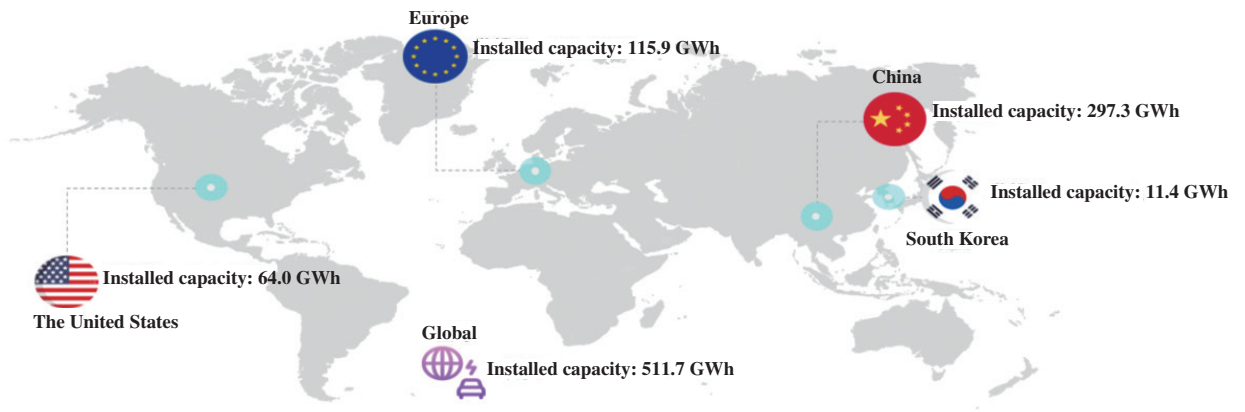 Europe
Installed capacity: 115.9 GWh
China
Installed capacity: 297.3 GWh
Installed capacity: 11.4 GWh
South Korea
Installed capacity: 64.0 GWh
The United States
Global
Installed capacity: 511.7 GWh